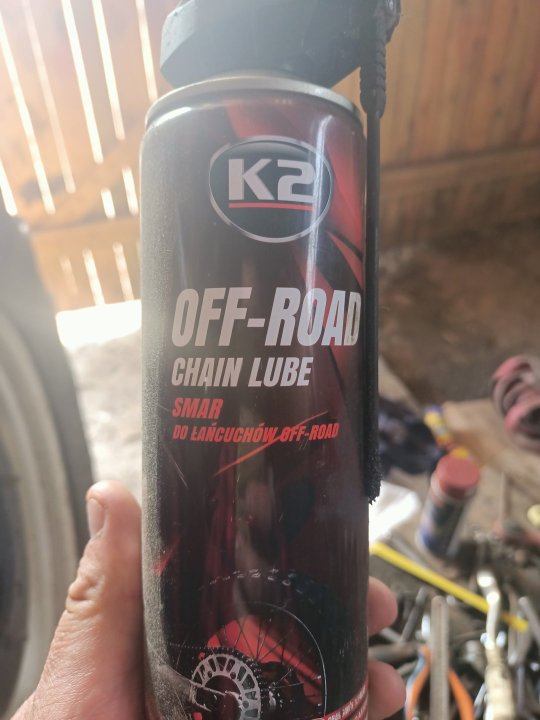 K2
OFF-ROAD
CHAIN LUBE
SMAR
DO ŁAŃCUCHÓW OFF-ROAD